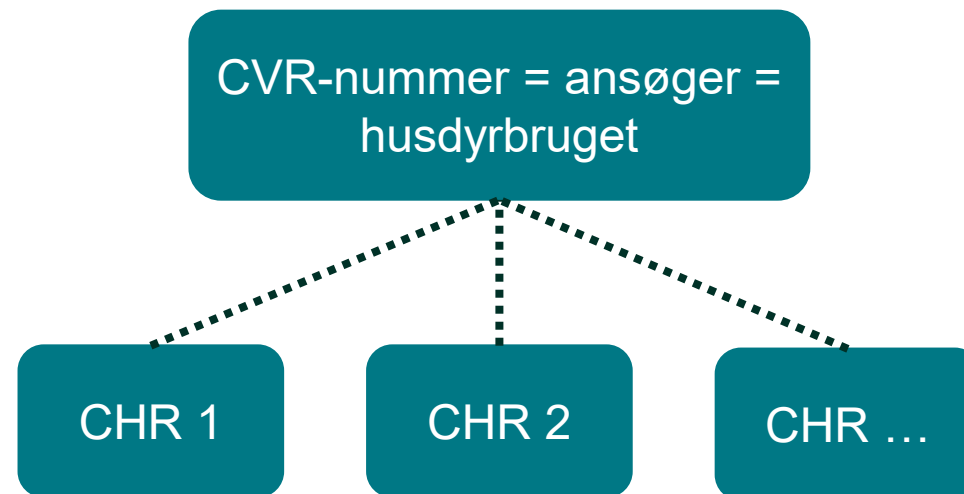 CVR-nummer = ansøger =
husdyrbruget
CHR 1
CHR 2
CHR …